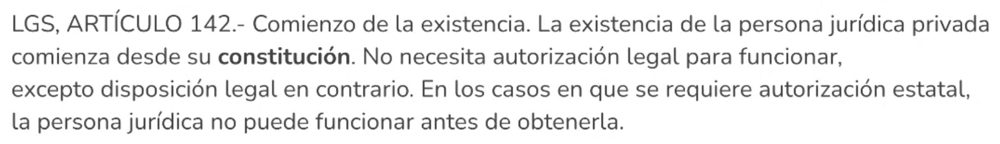 LGS, ARTÍCULO 142.- Comienzo de la existencia. La existencia de la persona jurídica privada
comienza desde su constitución. No necesita autorización legal para funcionar,
excepto disposición legal en contrario. En los casos en que se requiere autorización estatal,
la persona jurídica no puede funcionar antes de obtenerla.